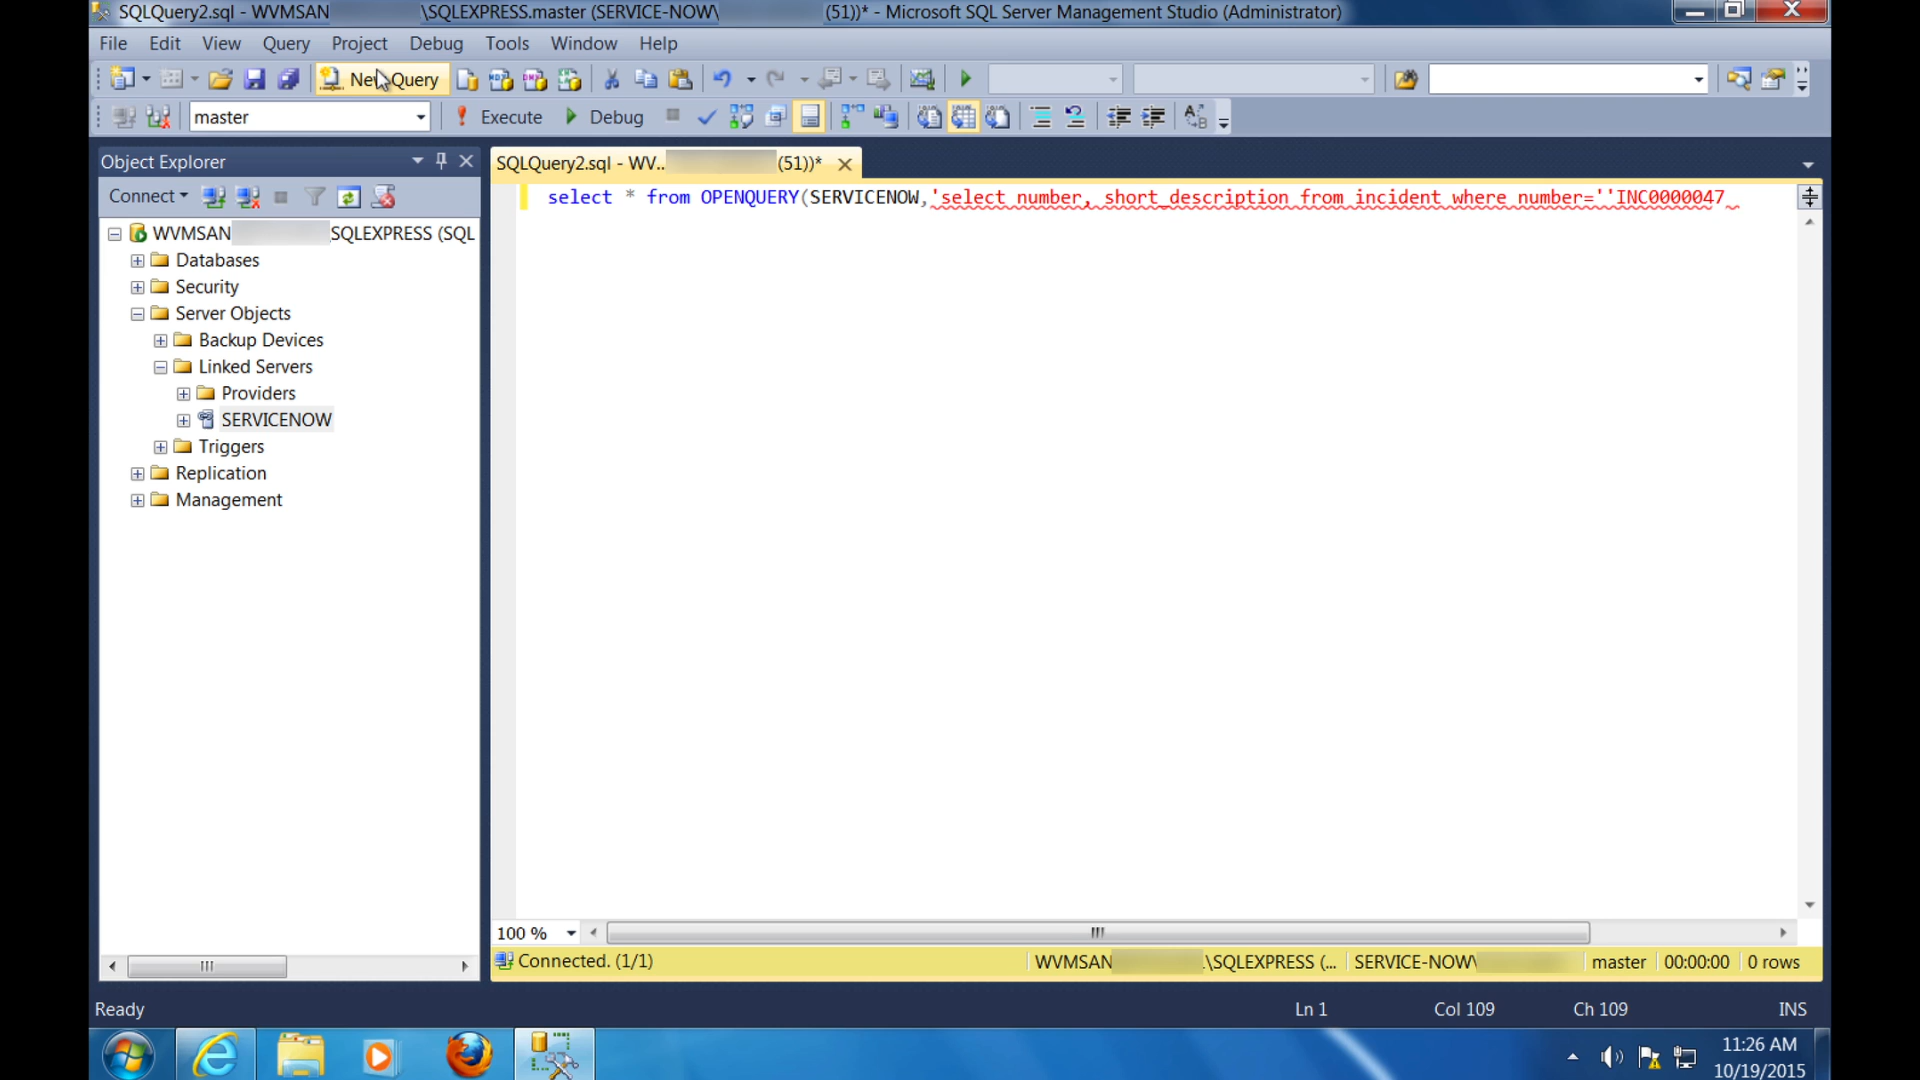 SQLQuery2.sql - WVMSAN \SQLEXPRESS.master (SERVICE-NOW\ (51))* - Microsoft SQL Server Management Studio (Administrator)
File Edit View Query Project Debug Tools Window Help
New Query
master Execute Debug
Object Explorer
SQLQuery2.sql - WV.. (51))*
Connect
select * from OPENQUERY(SERVICENOW,'select number, short_description from incident where number=''INC0000047
WVMSAN SQLEXPRESS (SQL
Databases
Security
Server Objects
Backup Devices
Linked Servers
Providers
SERVICENOW
Triggers
Replication
Management
100 %
Connected. (1/1) WVMSAN .\SQLEXPRESS (... SERVICE-NOW\ master 00:00:00 0 rows
Ready Ln 1 Col 109 Ch 109 INS
11:26 AM
10/19/2015